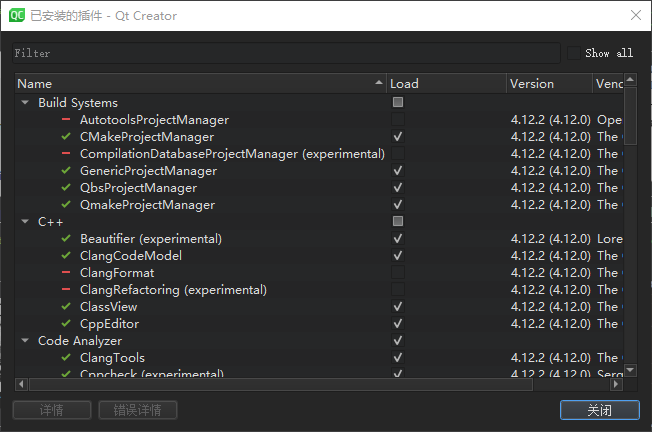 QC 已安装的插件 - Qt Creator
Filter Show all
Name Load Version Vend
Build Systems
AutotoolsProjectManager 4.12.2 (4.12.0) Ope
CMakeProjectManager 4.12.2 (4.12.0) The
CompilationDatabaseProjectManager (experimental) 4.12.2 (4.12.0) The
GenericProjectManager 4.12.2 (4.12.0) The
QbsProjectManager 4.12.2 (4.12.0) The
QmakeProjectManager 4.12.2 (4.12.0) The
C++
Beautifier (experimental) 4.12.2 (4.12.0) Lore
ClangCodeModel 4.12.2 (4.12.0) The
ClangFormat 4.12.2 (4.12.0) The
ClangRefactoring (experimental) 4.12.2 (4.12.0) The
ClassView 4.12.2 (4.12.0) The
CppEditor 4.12.2 (4.12.0) The
Code Analyzer
ClangTools 4.12.2 (4.12.0) The
Cppcheck (experimental) 4.12.2 (4.12.0) Serg
详情 错误详情 关闭